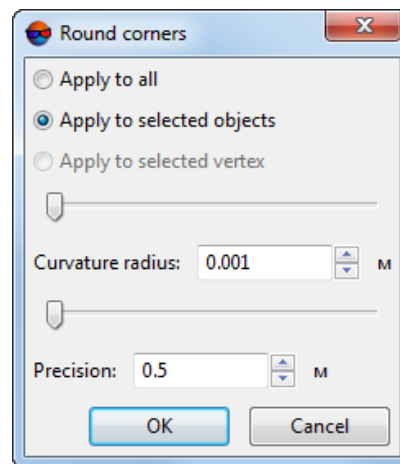 Round corners
Apply to all
Apply to selected objects
Apply to selected vertex
Curvature radius: 0.001 м
Precision: 0.5 м
OK Cancel